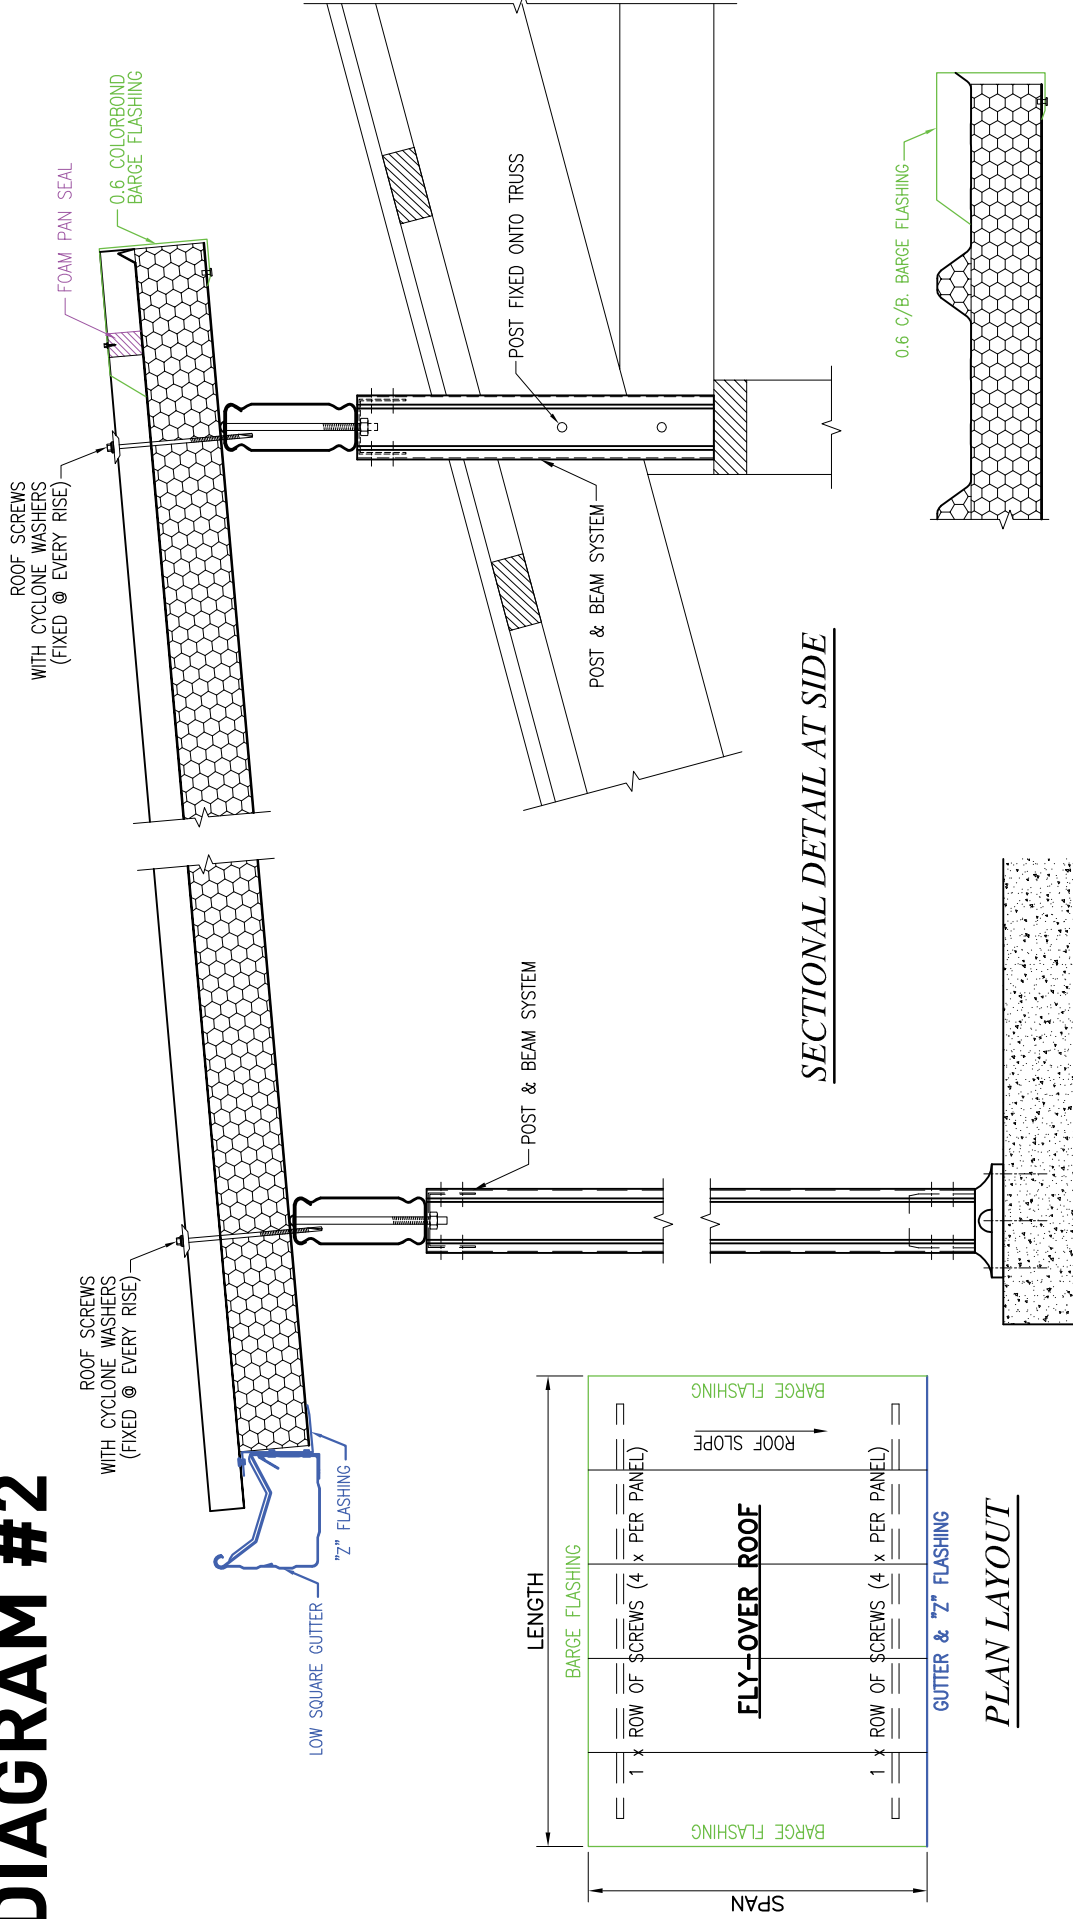 DIAGRAM #2
ROOF SCREWS
WITH CYCLONE WASHERS
(FIXED @ EVERY RISE)
ROOF SCREWS
WITH CYCLONE WASHERS
(FIXED @ EVERY RISE)
FOAM PAN SEAL
0.6 COLORBOND
BARGE FLASHING
LOW SQUARE GUTTER
"Z" FLASHING
POST & BEAM SYSTEM
POST & BEAM SYSTEM
POST FIXED ONTO TRUSS
SECTIONAL DETAIL AT SIDE
0.6 C/B. BARGE FLASHING
LENGTH
BARGE FLASHING
1 x ROW OF SCREWS (4 x PER PANEL)
BARGE FLASHING
FLY-OVER ROOF
ROOF SLOPE
BARGE FLASHING
SPAN
1 x ROW OF SCREWS (4 x PER PANEL)
GUTTER & "Z" FLASHING
PLAN LAYOUT